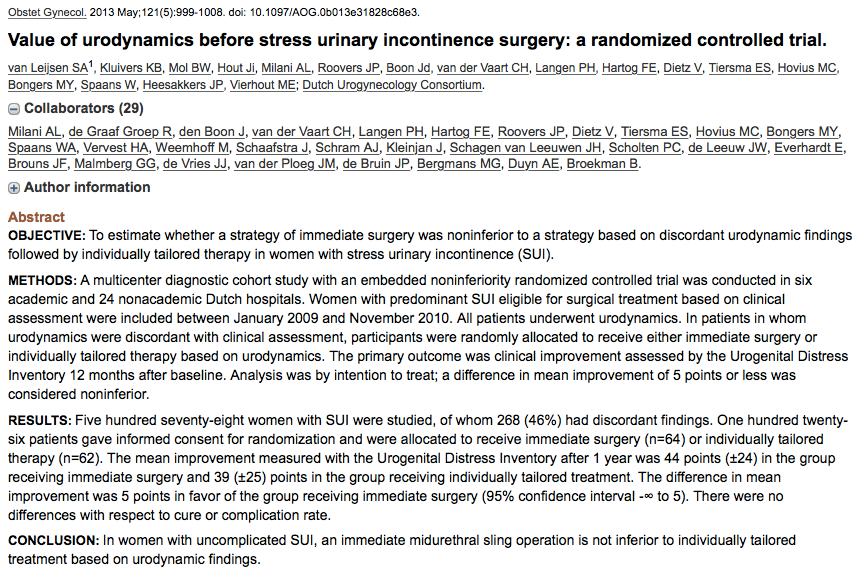 Obstet Gynecol. 2013 May;121(5):999-1008. doi: 10.1097/AOG.0b013e31828c68e3.
Value of urodynamics before stress urinary incontinence surgery: a randomized controlled trial.
van Leijsen SA1, Kluivers KB, Mol BW, Hout Ji, Milani AL, Roovers JP, Boon Jd, van der Vaart CH, Langen PH, Hartog FE, Dietz V, Tiersma ES, Hovius MC,
Bongers MY, Spaans W, Heesakkers JP, Vierhout ME; Dutch Urogynecology Consortium.
Collaborators (29)
Milani AL, de Graaf Groep R, den Boon J, van der Vaart CH, Langen PH, Hartog FE, Roovers JP, Dietz V, Tiersma ES, Hovius MC, Bongers MY,
Spaans WA, Vervest HA, Weemhoff M, Schaafstra J, Schram AJ, Kleinjan J, Schagen van Leeuwen JH, Scholten PC, de Leeuw JW, Everhardt E,
Brouns JF, Malmberg GG, de Vries JJ, van der Ploeg JM, de Bruin JP, Bergmans MG, Duyn AE, Broekman B.
Author information
Abstract
OBJECTIVE: To estimate whether a strategy of immediate surgery was noninferior to a strategy based on discordant urodynamic findings
followed by individually tailored therapy in women with stress urinary incontinence (SUI).
METHODS: A multicenter diagnostic cohort study with an embedded noninferiority randomized controlled trial was conducted in six
academic and 24 nonacademic Dutch hospitals. Women with predominant SUI eligible for surgical treatment based on clinical
assessment were included between January 2009 and November 2010. All patients underwent urodynamics. In patients in whom
urodynamics were discordant with clinical assessment, participants were randomly allocated to receive either immediate surgery or
individually tailored therapy based on urodynamics. The primary outcome was clinical improvement assessed by the Urogenital Distress
Inventory 12 months after baseline. Analysis was by intention to treat; a difference in mean improvement of 5 points or less was
considered noninferior.
RESULTS: Five hundred seventy-eight women with SUI were studied, of whom 268 (46%) had discordant findings. One hundred twenty-
six patients gave informed consent for randomization and were allocated to receive immediate surgery (n=64) or individually tailored
therapy (n=62). The mean improvement measured with the Urogenital Distress Inventory after 1 year was 44 points (±24) in the group
receiving immediate surgery and 39 (±25) points in the group receiving individually tailored treatment. The difference in mean
improvement was 5 points in favor of the group receiving immediate surgery (95% confidence interval -∞ to 5). There were no
differences with respect to cure or complication rate.
CONCLUSION: In women with uncomplicated SUI, an immediate midurethral sling operation is not inferior to individually tailored
treatment based on urodynamic findings.